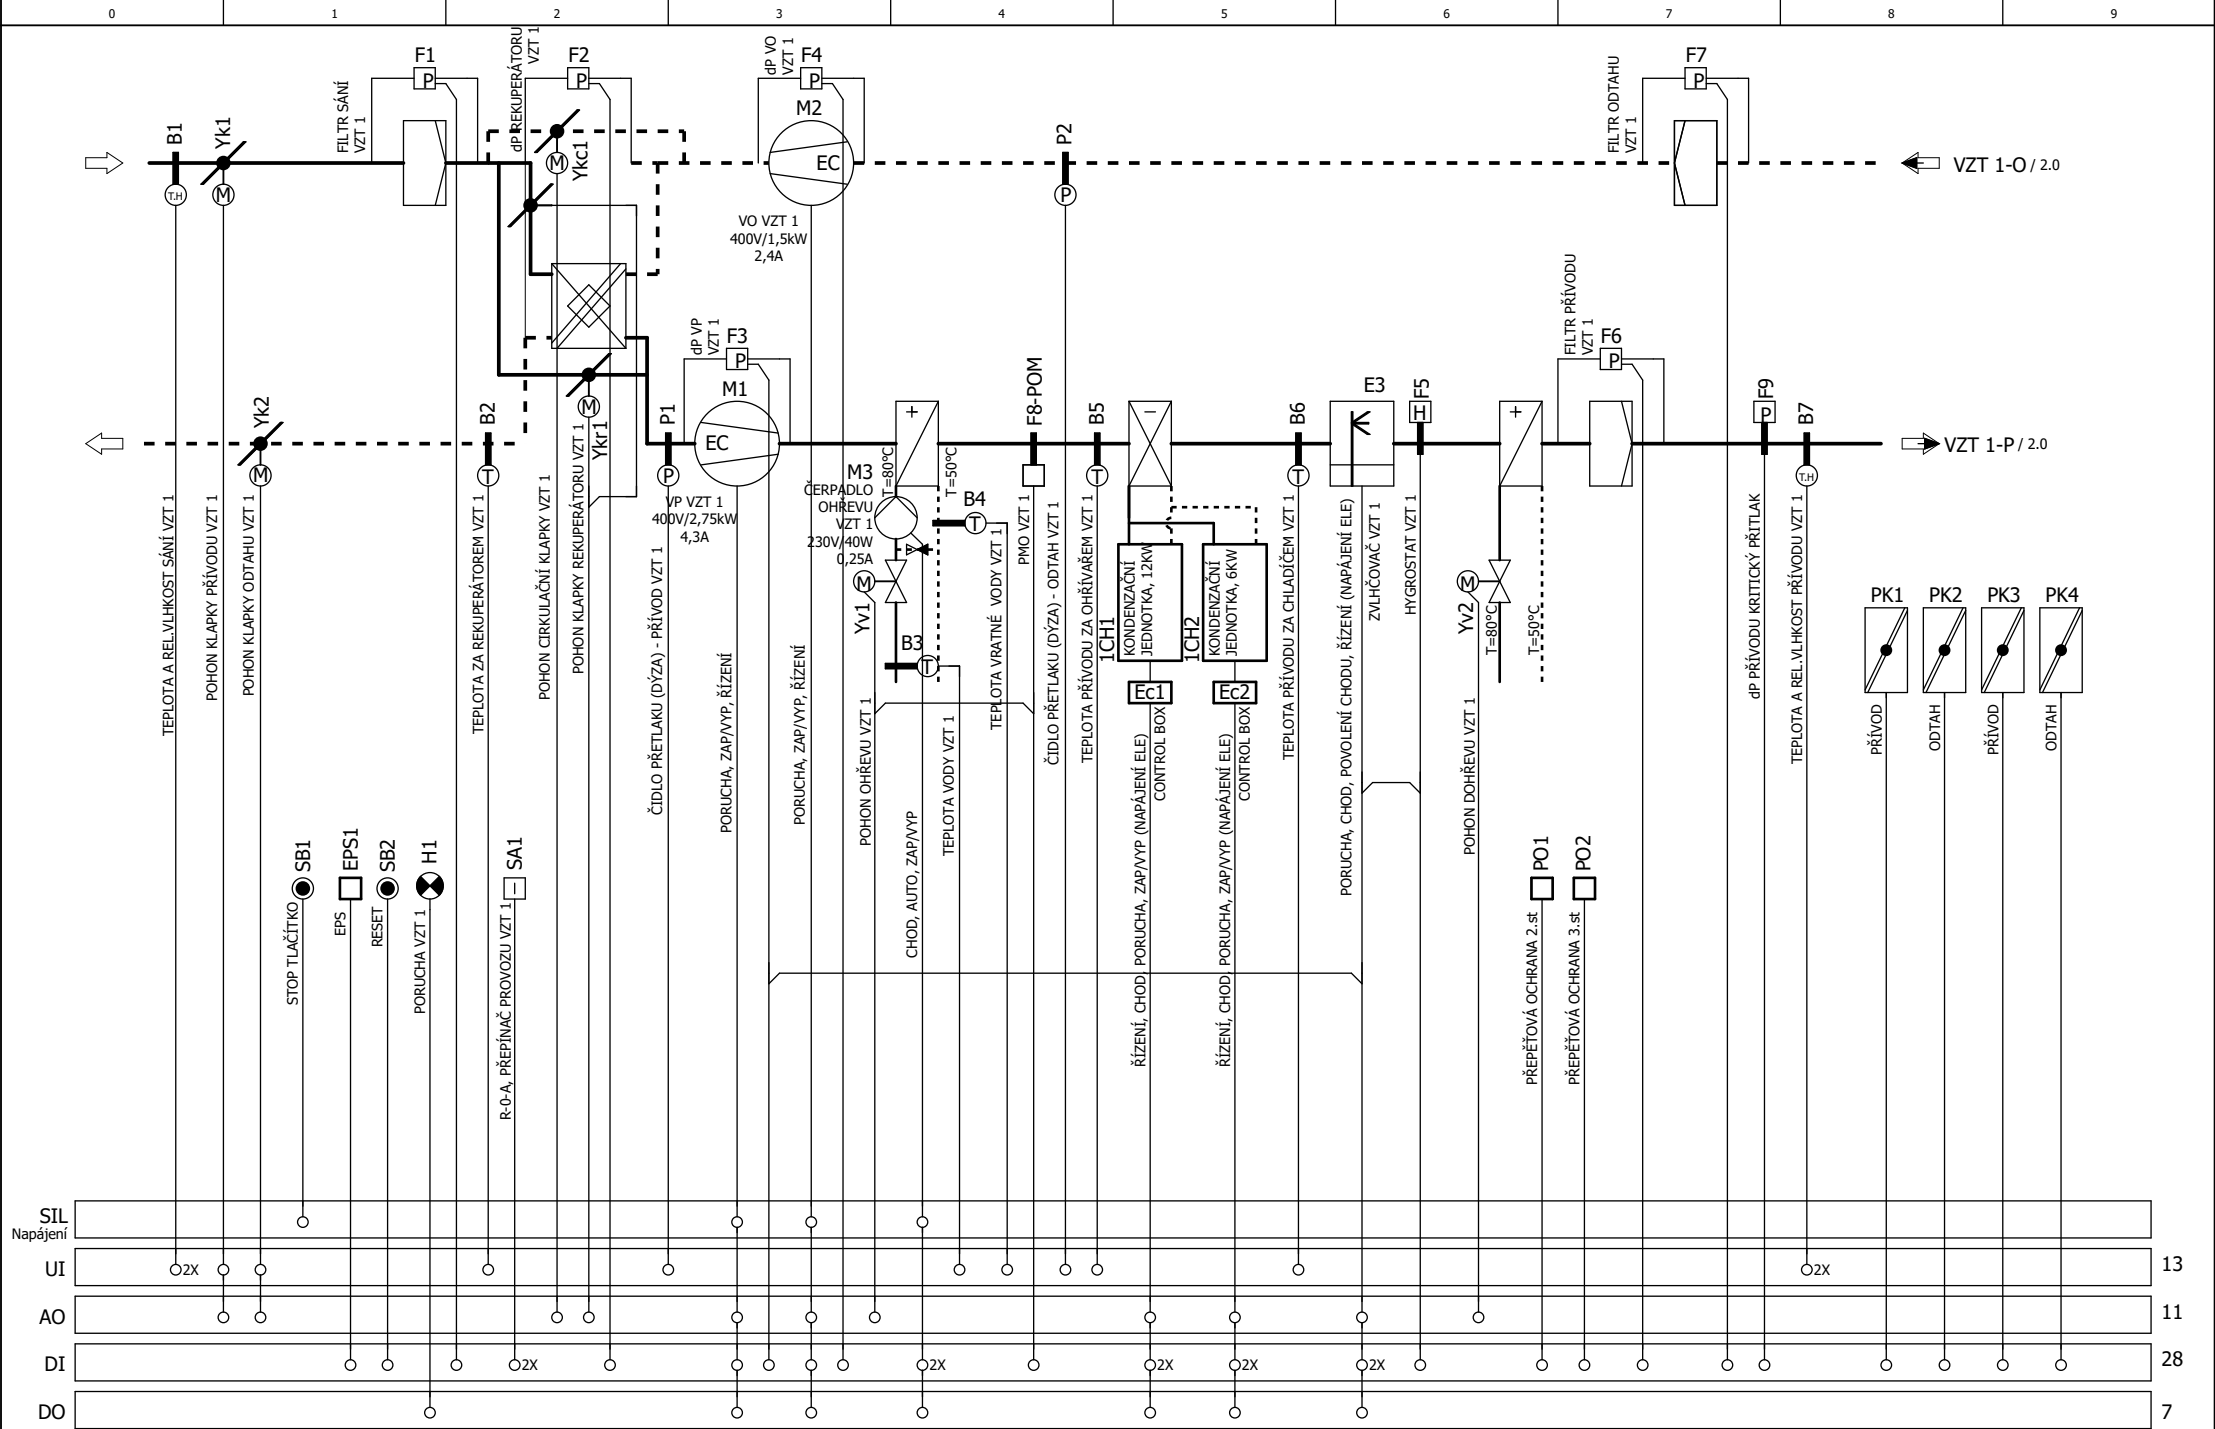 0 1 2 3 4 5 6 7 8 9
F1
P
FILTR SÁNÍ
VZT 1
F2
P
dP REKUPERÁTORU
VZT 1
F4
P
dP VO
VZT 1
F7
P
FILTR ODTAHU
VZT 1
B1
T.H
Yk1
M
Ykc1
M
M2
EC
VO VZT 1
400V/1,5kW
2,4A
P2
P
VZT 1-O / 2.0
Yk2
M
B2
T
Ykr1
M
P1
P
F3
P
dP VP
VZT 1
M1
EC
VP VZT 1
400V/2,75kW
4,3A
M3
ČERPADLO
OHŘEVU
VZT 1
230V/40W
0,25A
+
T=80°C
T=50°C
B4
T
M
Yv1
B3
T
F8-POM
B5
T
−
1CH1
KONDENZAČNÍ
JEDNOTKA, 12KW
1CH2
KONDENZAČNÍ
JEDNOTKA, 6KW
Ec1
CONTROL BOX
Ec2
CONTROL BOX
B6
T
E3
F5
H
+
M
Yv2
T=80°C
T=50°C
F6
P
FILTR PŘÍVODU
VZT 1
F9
P
B7
T.H
VZT 1-P / 2.0
PK1
PK2
PK3
PK4
TEPLOTA A REL.VLHKOST SÁNÍ VZT 1
POHON KLAPKY PŘÍVODU VZT 1
POHON KLAPKY ODTAHU VZT 1
TEPLOTA ZA REKUPERÁTOREM VZT 1
POHON CIRKULAČNÍ KLAPKY VZT 1
POHON KLAPKY REKUPERÁTORU VZT 1
ČIDLO PŘETLAKU (DÝZA) - PŘÍVOD VZT 1
PORUCHA, ZAP/VYP, ŘÍZENÍ
PORUCHA, ZAP/VYP, ŘÍZENÍ
POHON OHŘEVU VZT 1
CHOD, AUTO, ZAP/VYP
TEPLOTA VODY VZT 1
TEPLOTA VRATNÉ VODY VZT 1
PMO VZT 1
ČIDLO PŘETLAKU (DÝZA) - ODTAH VZT 1
TEPLOTA PŘÍVODU ZA OHŘÍVAŘEM VZT 1
ŘÍZENÍ, CHOD, PORUCHA, ZAP/VYP (NAPÁJENÍ ELE)
ŘÍZENÍ, CHOD, PORUCHA, ZAP/VYP (NAPÁJENÍ ELE)
TEPLOTA PŘÍVODU ZA CHLADÍČEM VZT 1
PORUCHA, CHOD, POVOLENÍ CHODU, ŘÍZENÍ (NAPÁJENÍ ELE)
ZVLHČOVAČ VZT 1
HYGROSTAT VZT 1
POHON DOHŘEVU VZT 1
dP PŘÍVODU KRITICKÝ PŘITLAK
TEPLOTA A REL.VLHKOST PŘÍVODU VZT 1
PŘÍVOD
ODTAH
PŘÍVOD
ODTAH
SB1
STOP TLAČÍTKO
EPS1
EPS
SB2
RESET
H1
PORUCHA VZT 1
SA1
−
R-0-A, PŘEPÍNAČ PROVOZU VZT 1
PO1
PŘEPĚŤOVÁ OCHRANA 2.st
PO2
PŘEPĚŤOVÁ OCHRANA 3.st
SIL
Napájení
UI 2X 2X 13
AO 11
DI 2X 2X 2X 2X 2X 28
DO 7